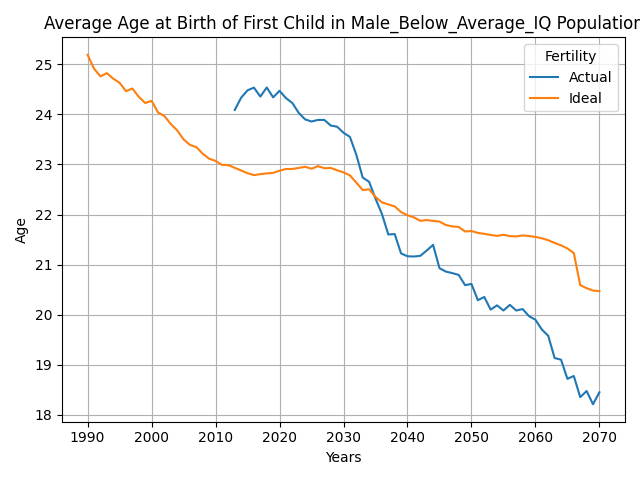 Average Age at Birth of First Child in Male_Below_Average_IQ Population
Fertility
Actual
Ideal
Age
25
24
23
22
21
20
19
18
1990 2000 2010 2020 2030 2040 2050 2060 2070
Years